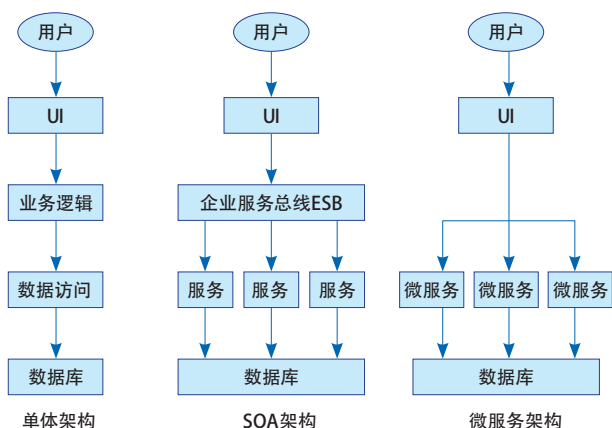 用户
UI
业务逻辑
数据访问
数据库
单体架构
用户
UI
企业服务总线ESB
服务
服务
服务
数据库
SOA架构
用户
UI
微服务
微服务
微服务
数据库
微服务架构